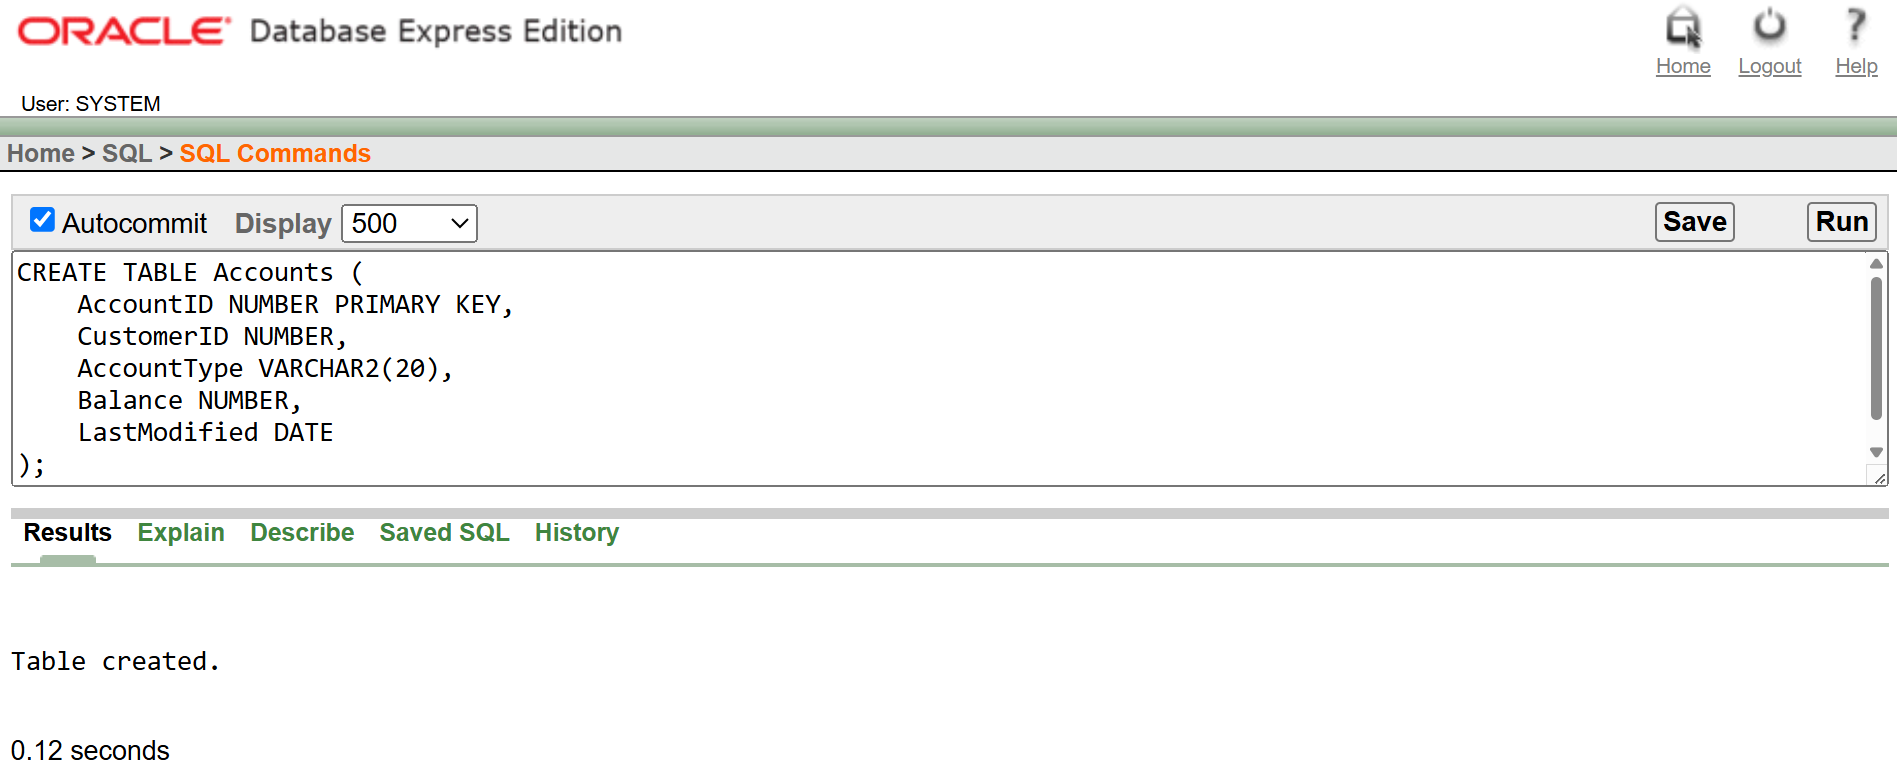 ORACLE Database Express Edition
Home Logout Help
User: SYSTEM
Home > SQL > SQL Commands
Autocommit Display 500 Save Run
CREATE TABLE Accounts (
    AccountID NUMBER PRIMARY KEY,
    CustomerID NUMBER,
    AccountType VARCHAR2(20),
    Balance NUMBER,
    LastModified DATE
);
Results Explain Describe Saved SQL History
Table created.
0.12 seconds